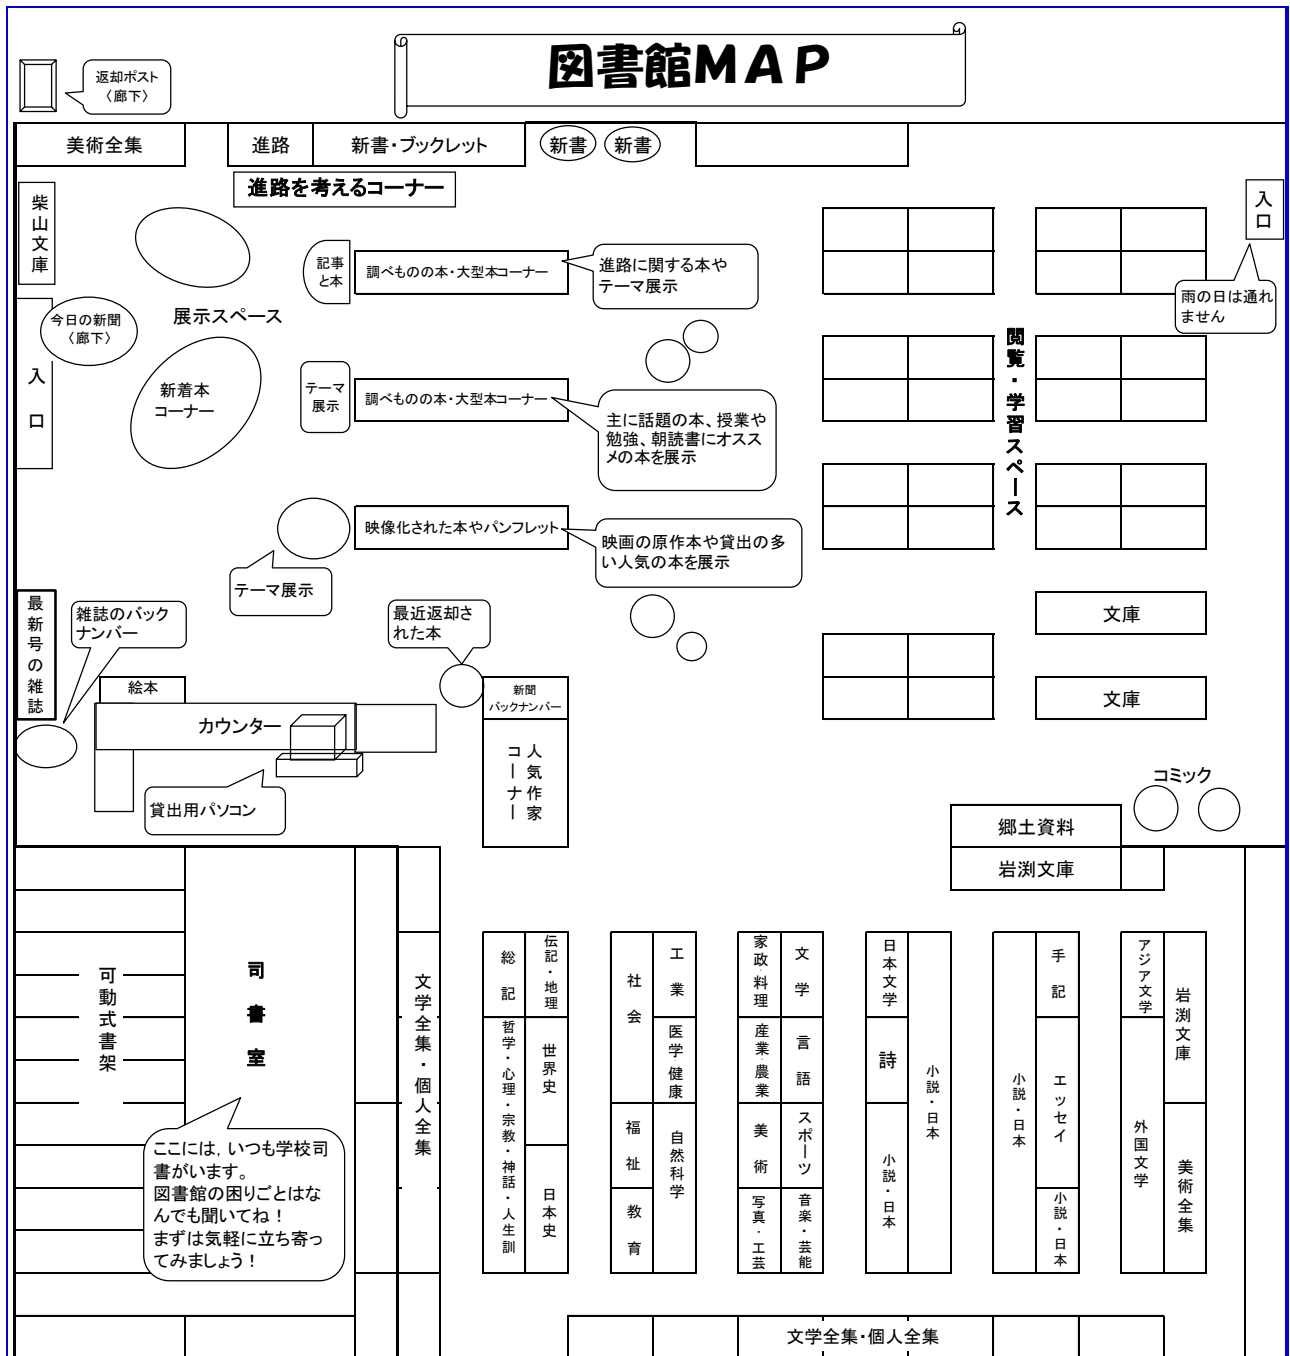 図書館MAP
返却ポスト
〈廊下〉
美術全集
進路
新書・ブックレット
新書
新書
進路を考えるコーナー
柴山文庫
入口
記事
と本
調べものの本・大型本コーナー
進路に関する本や
テーマ展示
雨の日は通れ
ません
今日の新聞
〈廊下〉
展示スペース
入口
新着本
コーナー
テーマ
展示
調べものの本・大型本コーナー
主に話題の本、授業や
勉強、朝読書にオスス
メの本を展示
閲覧・学習スペース
映像化された本やパンフレット
映画の原作本や貸出の多
い人気の本を展示
テーマ展示
最新号の雑誌
雑誌のバック
ナンバー
最近返却さ
れた本
文庫
文庫
絵本
カウンター
新聞
バックナンバー
人気作家
コーナー
貸出用パソコン
コミック
郷土資料
岩渕文庫
可動式書架
司書室
ここには，いつも学校司
書がいます。
図書館の困りごとはな
んでも聞いてね！
まずは気軽に立ち寄っ
てみましょう！
文学全集・個人全集
総記
伝記・地理
哲学・心理・宗教・神話・人生訓
世界史
日本史
社会
工業
医学・健康
福祉
自然科学
教育
家政・料理
文学
産業・農業
言語
美術
スポーツ
写真・工芸
音楽・芸能
日本文学
詩
小説・日本
小説・日本
小説・日本
手記
エッセイ
小説・日本
アジア文学
外国文学
岩渕文庫
美術全集
文学全集・個人全集